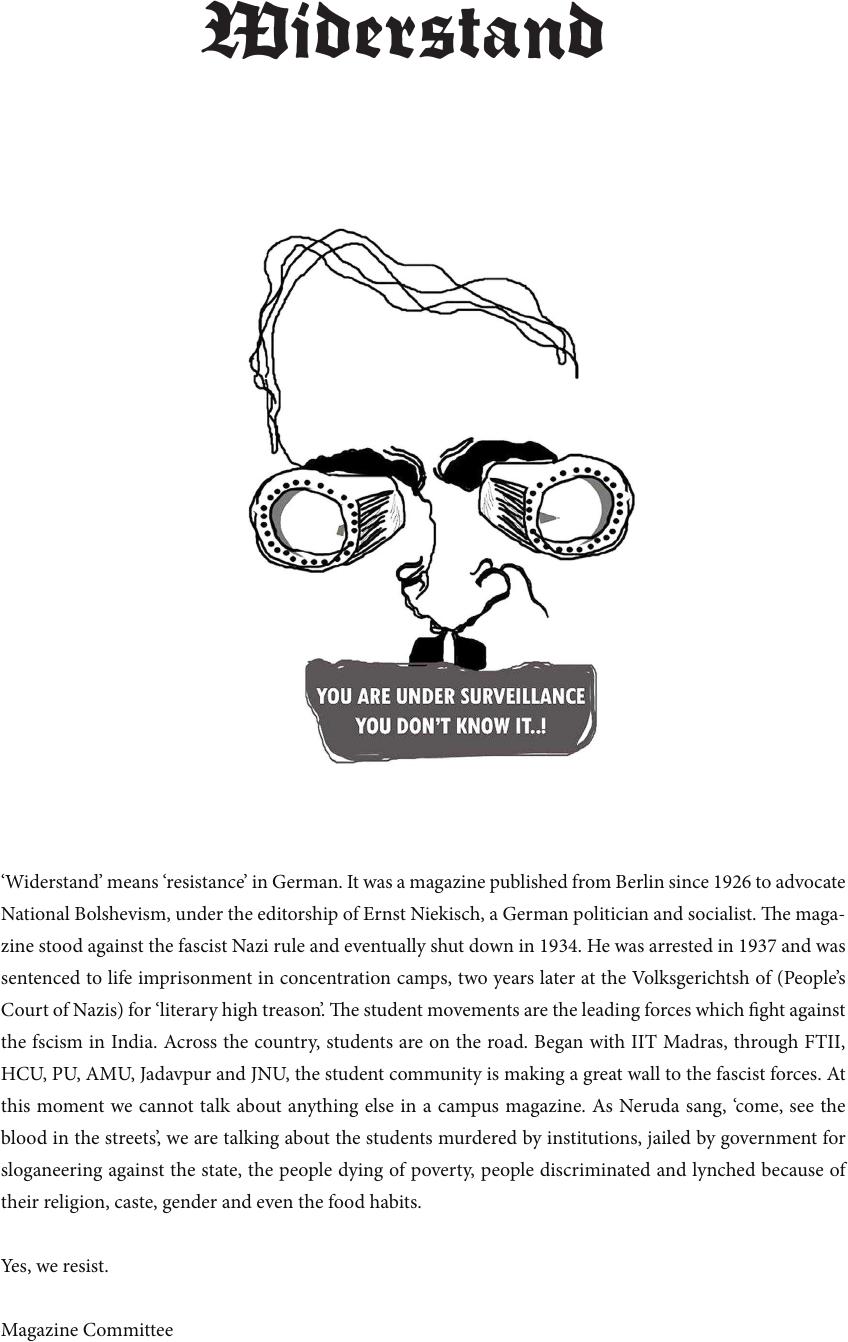 Widerstand
YOU ARE UNDER SURVEILLANCE
YOU DON’T KNOW IT..!
‘Widerstand’ means ‘resistance’ in German. It was a magazine published from Berlin since 1926 to advocate
National Bolshevism, under the editorship of Ernst Niekisch, a German politician and socialist. The maga-
zine stood against the fascist Nazi rule and eventually shut down in 1934. He was arrested in 1937 and was
sentenced to life imprisonment in concentration camps, two years later at the Volksgerichtsh of (People’s
Court of Nazis) for ‘literary high treason’. The student movements are the leading forces which fight against
the fscism in India. Across the country, students are on the road. Began with IIT Madras, through FTII,
HCU, PU, AMU, Jadavpur and JNU, the student community is making a great wall to the fascist forces. At
this moment we cannot talk about anything else in a campus magazine. As Neruda sang, ‘come, see the
blood in the streets’, we are talking about the students murdered by institutions, jailed by government for
sloganeering against the state, the people dying of poverty, people discriminated and lynched because of
their religion, caste, gender and even the food habits.
Yes, we resist.
Magazine Committee